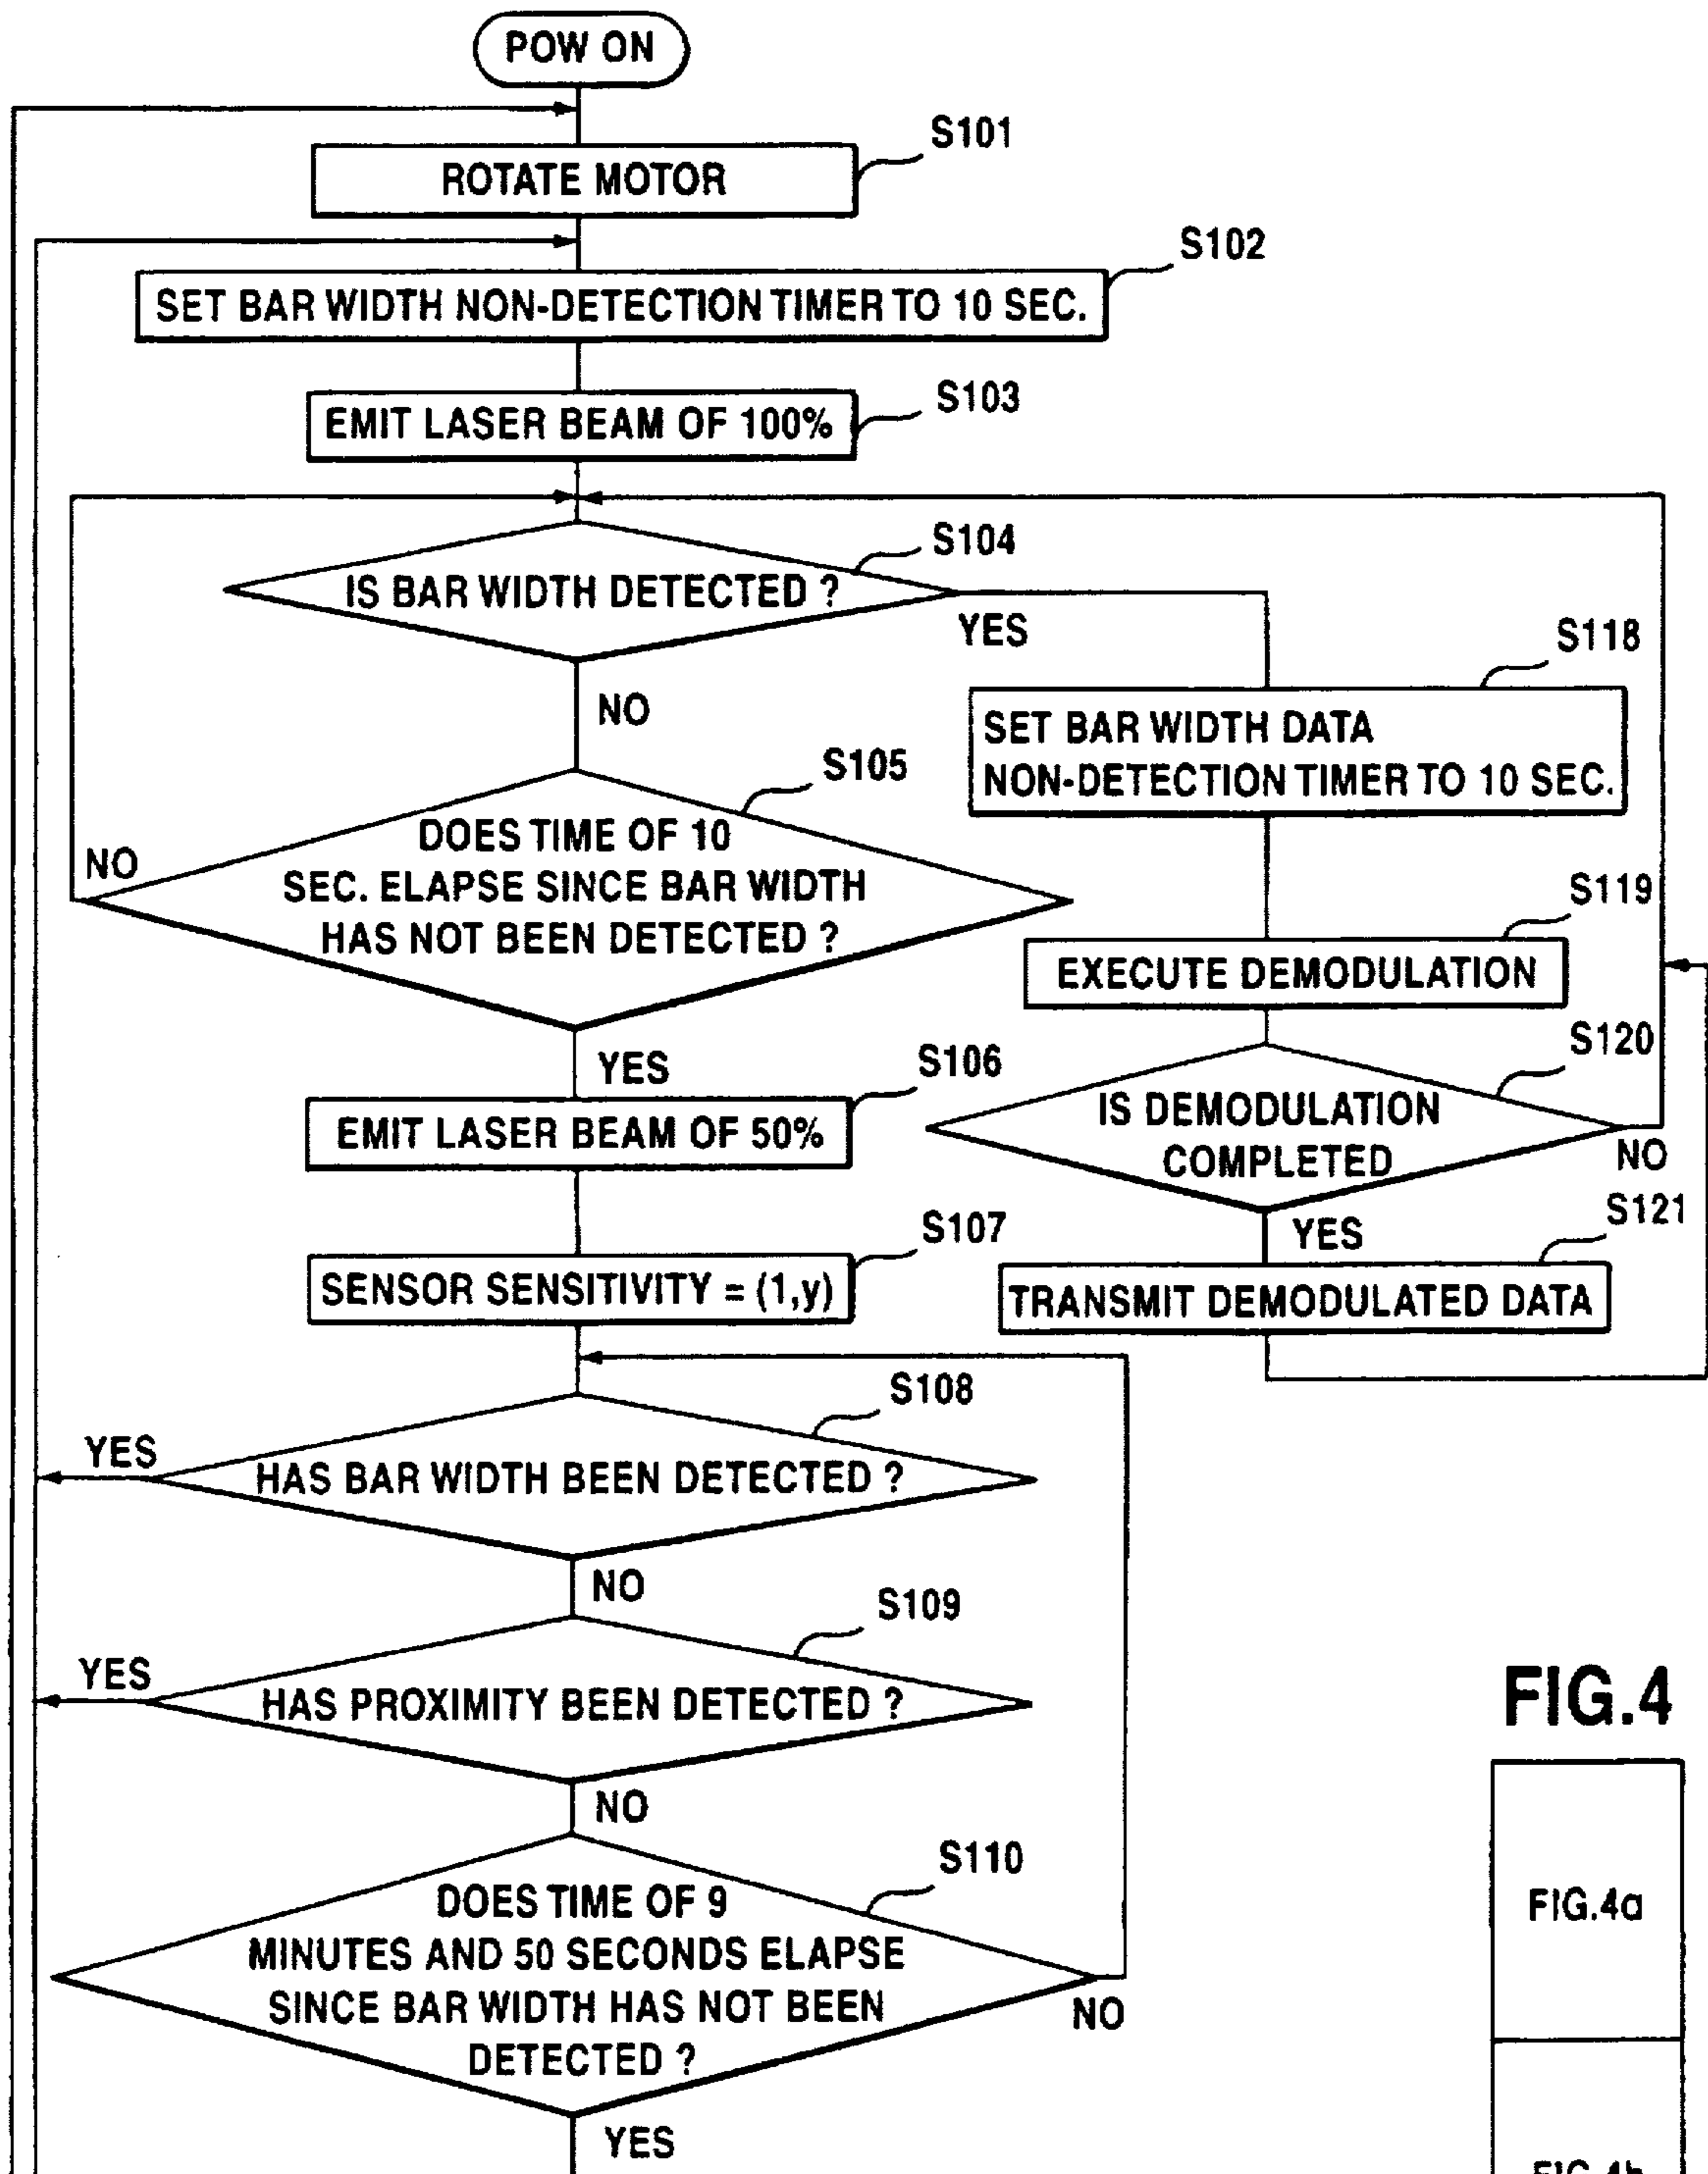 POW ON
S101
ROTATE MOTOR
S102
SET BAR WIDTH NON-DETECTION TIMER TO 10 SEC.
S103
EMIT LASER BEAM OF 100%
S104
IS BAR WIDTH DETECTED ?
YES
NO
S118
SET BAR WIDTH DATA
NON-DETECTION TIMER TO 10 SEC.
S105
DOES TIME OF 10
SEC. ELAPSE SINCE BAR WIDTH
HAS NOT BEEN DETECTED ?
NO
YES
S119
EXECUTE DEMODULATION
S120
IS DEMODULATION
COMPLETED
NO
YES
S121
TRANSMIT DEMODULATED DATA
S106
EMIT LASER BEAM OF 50%
S107
SENSOR SENSITIVITY = (1,y)
S108
YES
HAS BAR WIDTH BEEN DETECTED ?
NO
S109
YES
HAS PROXIMITY BEEN DETECTED ?
NO
S110
DOES TIME OF 9
MINUTES AND 50 SECONDS ELAPSE
SINCE BAR WIDTH HAS NOT BEEN
DETECTED ?
NO
YES
FIG.4
FIG.4a
FIG.4b